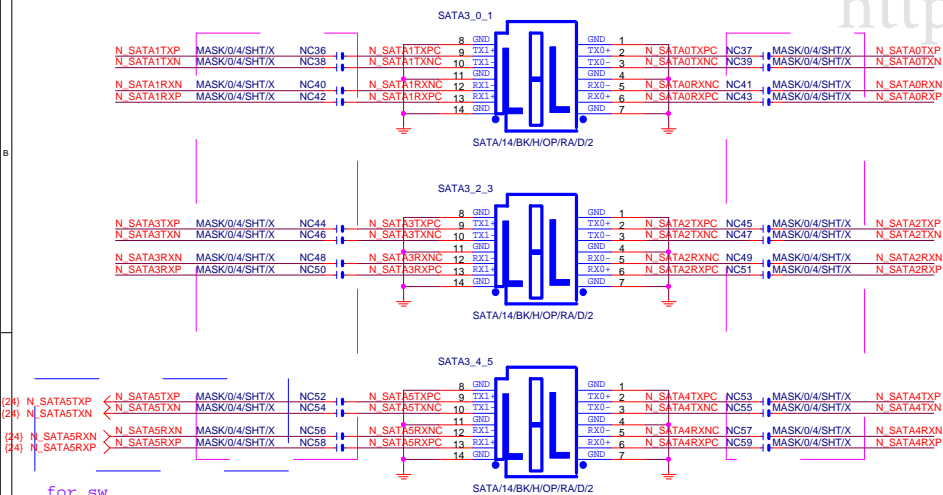 http
SATA3_0_1
8 GND GND 1
N_SATA1TXP MASK/0/4/SHT/X NC36 N_SATA1TXPC 9 TX1+ TX0+ 2 N_SATA0TXPC NC37 MASK/0/4/SHT/X N_SATA0TXP
N_SATA1TXN MASK/0/4/SHT/X NC38 N_SATA1TXNC 10 TX1- TX0- 3 N_SATA0TXNC NC39 MASK/0/4/SHT/X N_SATA0TXN
11 GND GND 4
N_SATA1RXN MASK/0/4/SHT/X NC40 N_SATA1RXNC 12 RX1- RX0- 5 N_SATA0RXNC NC41 MASK/0/4/SHT/X N_SATA0RXN
N_SATA1RXP MASK/0/4/SHT/X NC42 N_SATA1RXPC 13 RX1+ RX0+ 6 N_SATA0RXPC NC43 MASK/0/4/SHT/X N_SATA0RXP
14 GND GND 7
SATA/14/BK/H/OP/RA/D/2
B
SATA3_2_3
8 GND GND 1
N_SATA3TXP MASK/0/4/SHT/X NC44 N_SATA3TXPC 9 TX1+ TX0+ 2 N_SATA2TXPC NC45 MASK/0/4/SHT/X N_SATA2TXP
N_SATA3TXN MASK/0/4/SHT/X NC46 N_SATA3TXNC 10 TX1- TX0- 3 N_SATA2TXNC NC47 MASK/0/4/SHT/X N_SATA2TXN
11 GND GND 4
N_SATA3RXN MASK/0/4/SHT/X NC48 N_SATA3RXNC 12 RX1- RX0- 5 N_SATA2RXNC NC49 MASK/0/4/SHT/X N_SATA2RXN
N_SATA3RXP MASK/0/4/SHT/X NC50 N_SATA3RXPC 13 RX1+ RX0+ 6 N_SATA2RXPC NC51 MASK/0/4/SHT/X N_SATA2RXP
14 GND GND 7
SATA/14/BK/H/OP/RA/D/2
SATA3_4_5
8 GND GND 1
{24} N_SATA5TXP N_SATA5TXP MASK/0/4/SHT/X NC52 N_SATA5TXPC 9 TX1+ TX0+ 2 N_SATA4TXPC NC53 MASK/0/4/SHT/X N_SATA4TXP
{24} N_SATA5TXN N_SATA5TXN MASK/0/4/SHT/X NC54 N_SATA5TXNC 10 TX1- TX0- 3 N_SATA4TXNC NC55 MASK/0/4/SHT/X N_SATA4TXN
11 GND GND 4
{24} N_SATA5RXN N_SATA5RXN MASK/0/4/SHT/X NC56 N_SATA5RXNC 12 RX1- RX0- 5 N_SATA4RXNC NC57 MASK/0/4/SHT/X N_SATA4RXN
{24} N_SATA5RXP N_SATA5RXP MASK/0/4/SHT/X NC58 N_SATA5RXPC 13 RX1+ RX0+ 6 N_SATA4RXPC NC59 MASK/0/4/SHT/X N_SATA4RXP
14 GND GND 7
SATA/14/BK/H/OP/RA/D/2
for sw